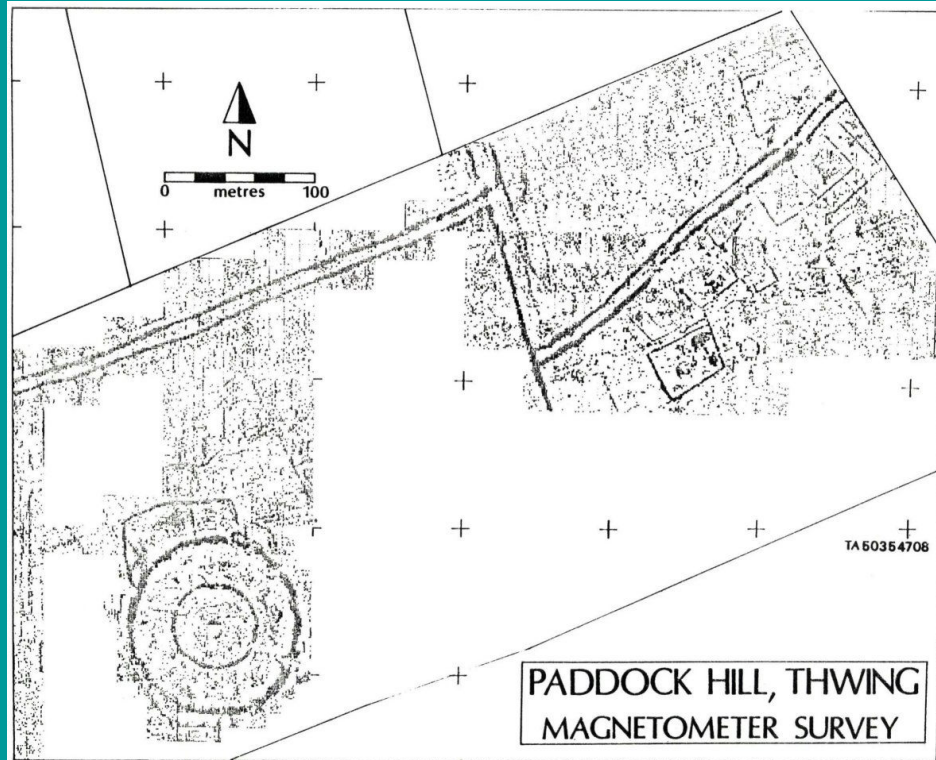 N
0 metres 100
TA 50354708
PADDOCK HILL, THWING
MAGNETOMETER SURVEY